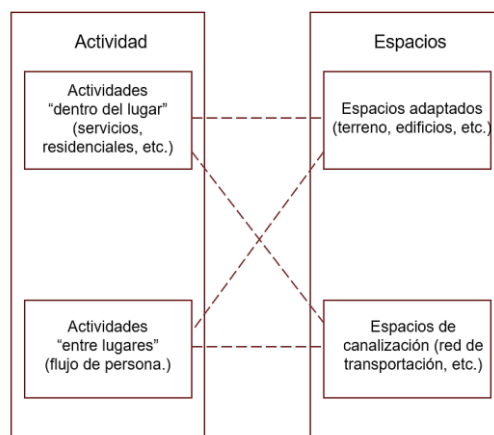 Actividad
Actividades
“dentro del lugar”
(servicios,
residenciales, etc.)
Actividades
“entre lugares”
(flujo de persona.)
Espacios
Espacios adaptados
(terreno, edificios, etc.)
Espacios de
canalización (red de
transportación, etc.)